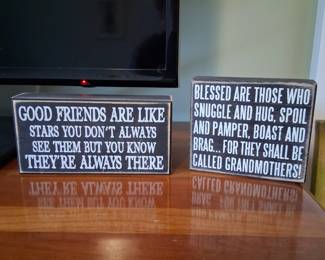 GOOD FRIENDS ARE LIKE
STARS YOU DON'T ALWAYS
SEE THEM BUT YOU KNOW
THEY'RE ALWAYS THERE
BLESSED ARE THOSE WHO
SNUGGLE AND HUG, SPOIL
AND PAMPER, BOAST AND
BRAG... FOR THEY SHALL BE
CALLED GRANDMOTHERS!